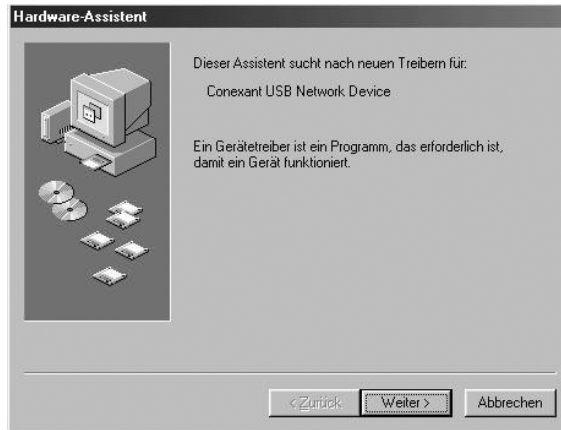 Hardware-Assistent
Dieser Assistent sucht nach neuen Treibern für:
Conexant USB Network Device
Ein Gerätetreiber ist ein Programm, das erforderlich ist,
damit ein Gerät funktioniert.
< Zurück Weiter > Abbrechen